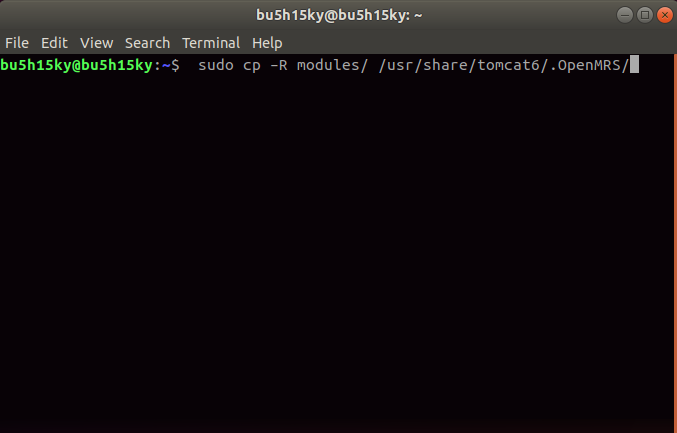 bu5h15ky@bu5h15ky: ~
File Edit View Search Terminal Help
bu5h15ky@bu5h15ky:~$  sudo cp -R modules/ /usr/share/tomcat6/.OpenMRS/